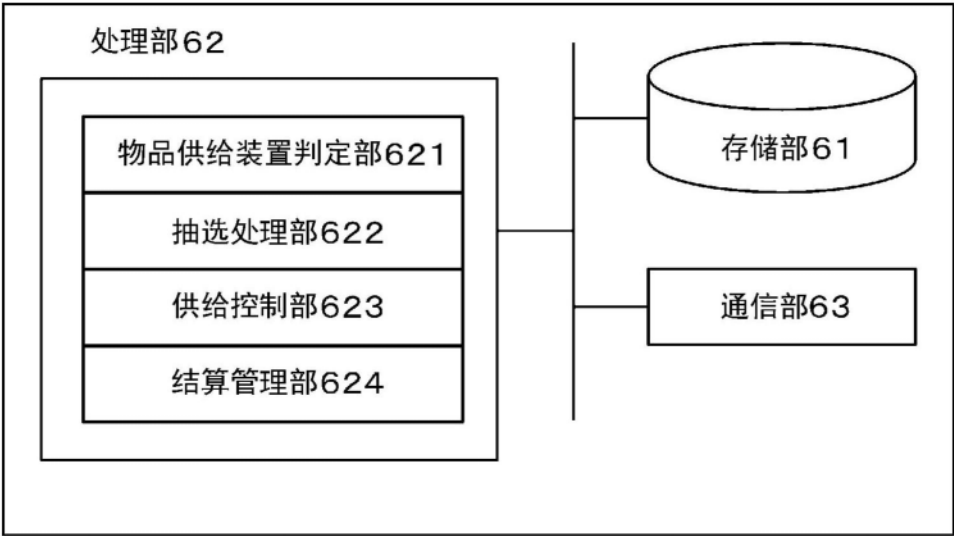 处理部62
物品供给装置判定部621
抽选处理部622
供给控制部623
结算管理部624
存储部61
通信部63